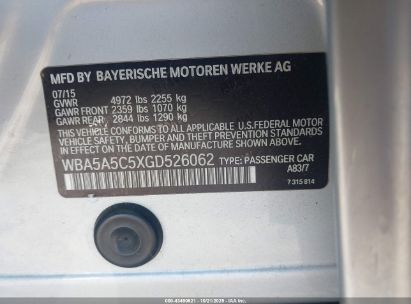 MFD BY BAYERISCHE MOTOREN WERKE AG
07/15
GVWR 4972 lbs 2255 kg
GAWR FRONT 2359 lbs 1070 kg
GAWR REAR 2844 lbs 1290 kg
THIS VEHICLE CONFORMS TO ALL APPLICABLE U.S.FEDERAL MOTOR
VEHICLE SAFETY, BUMPER, AND THEFT PREVENTION STANDARDS
IN EFFECT ON THE DATE OF MANUFACTURE SHOWN ABOVE.
WBA5A5C5XGD526062 TYPE: PASSENGER CAR
A83/7
7 315 814